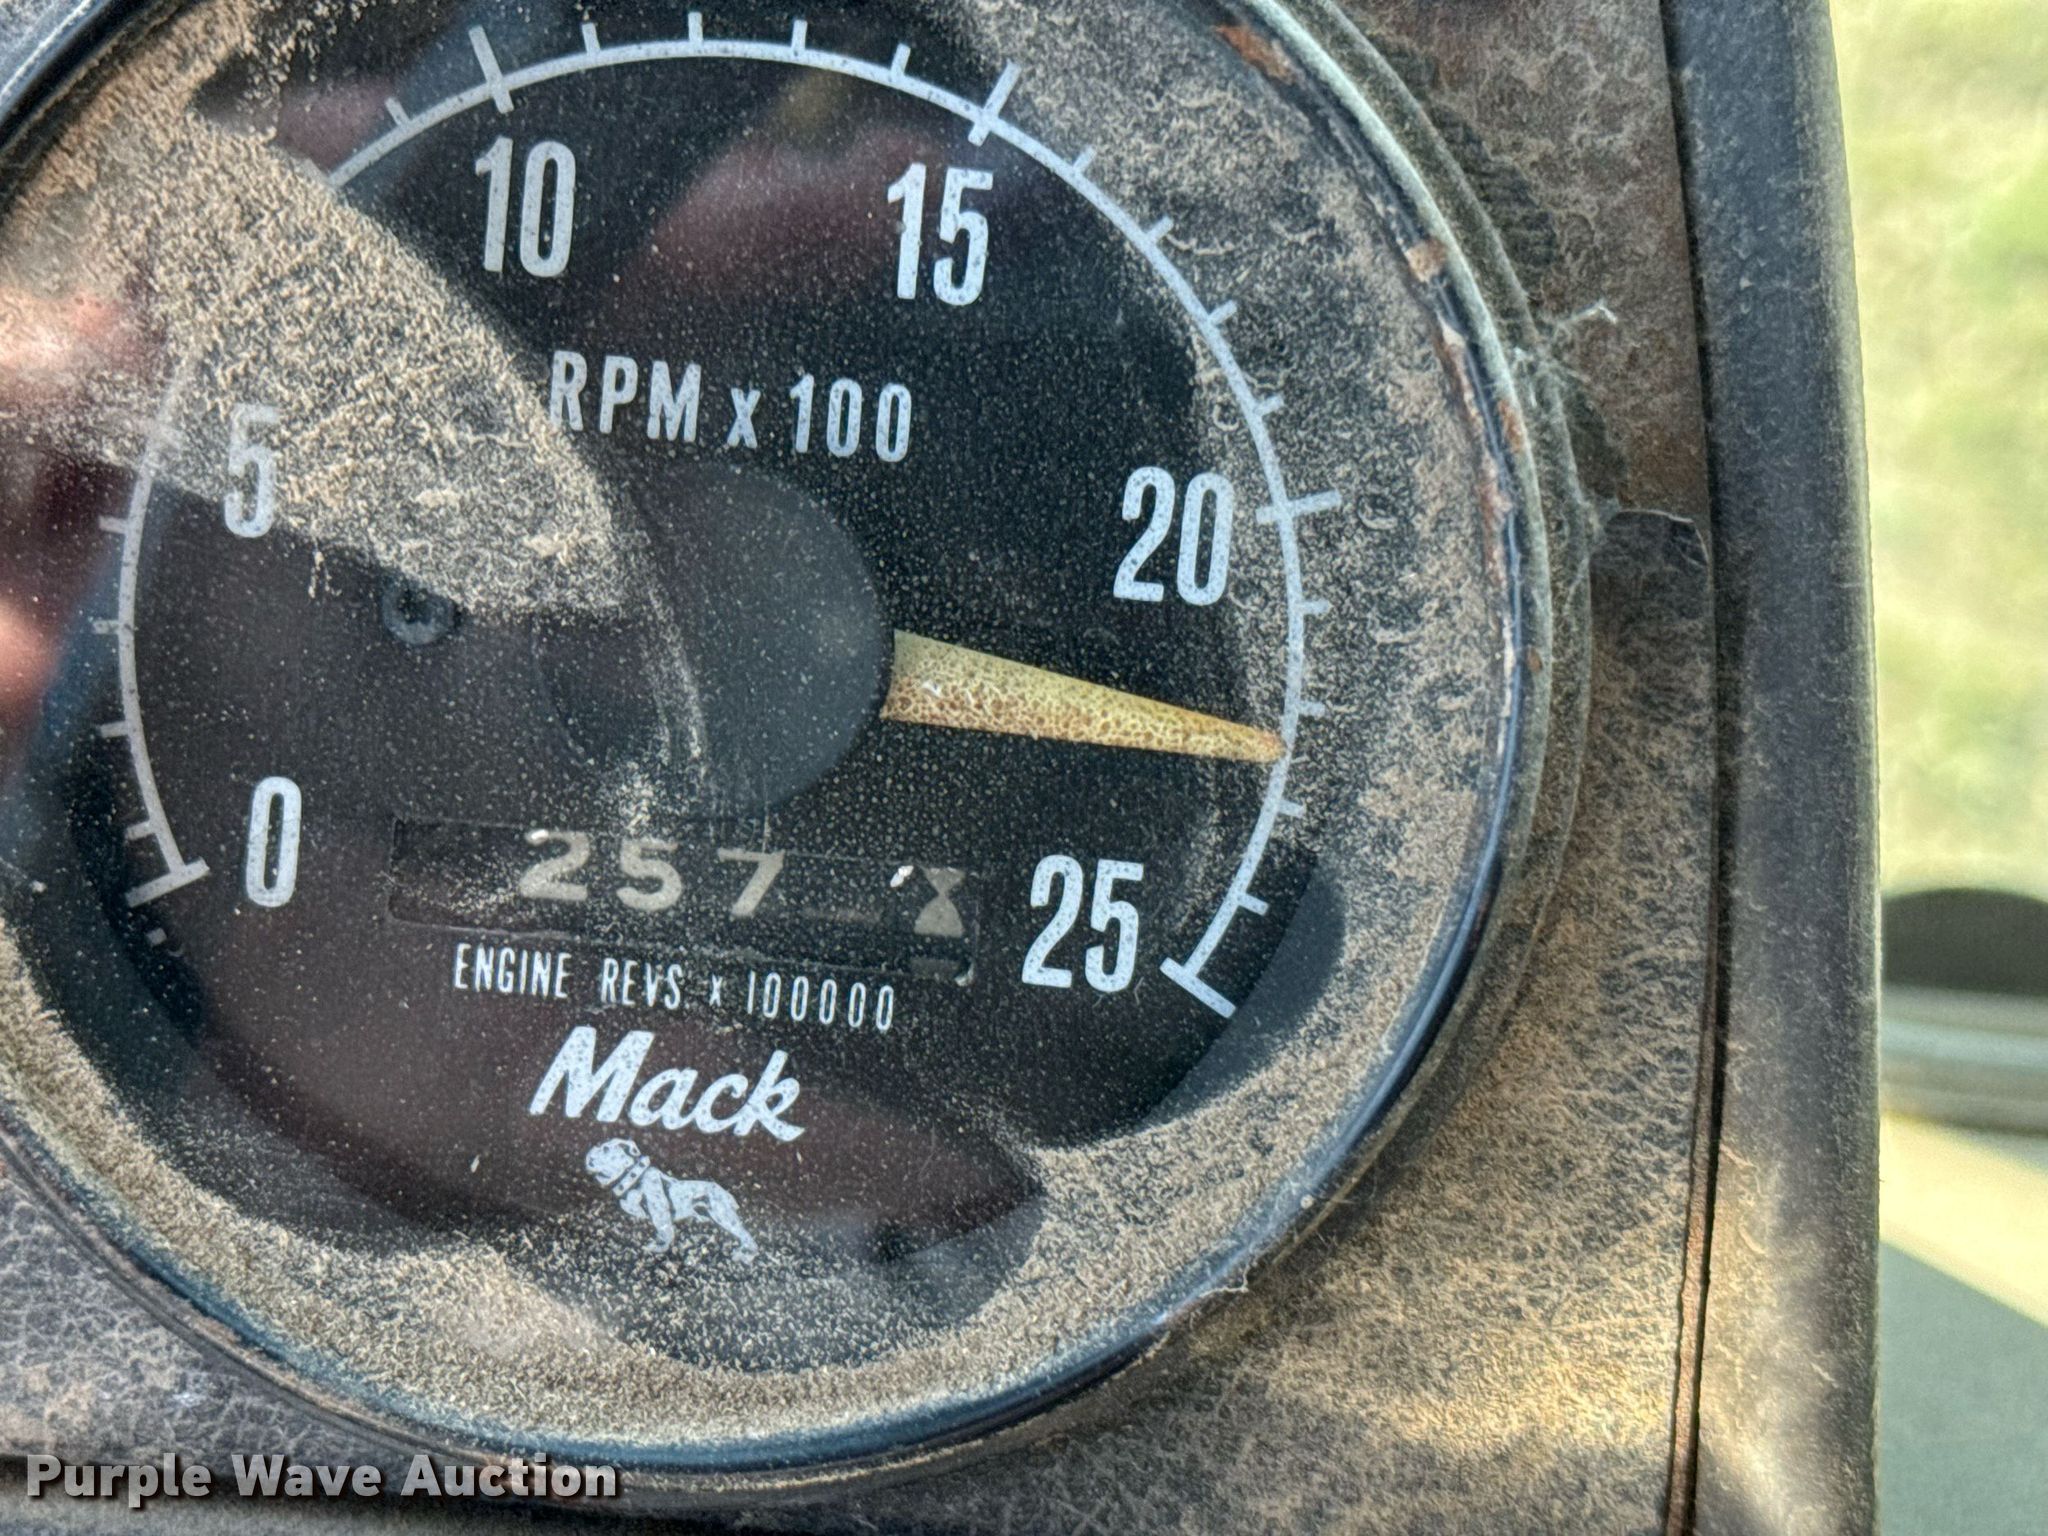 10
15
5
RPM x 100
20
0
257
25
ENGINE REVS x 100000
Mack
Purple Wave Auction